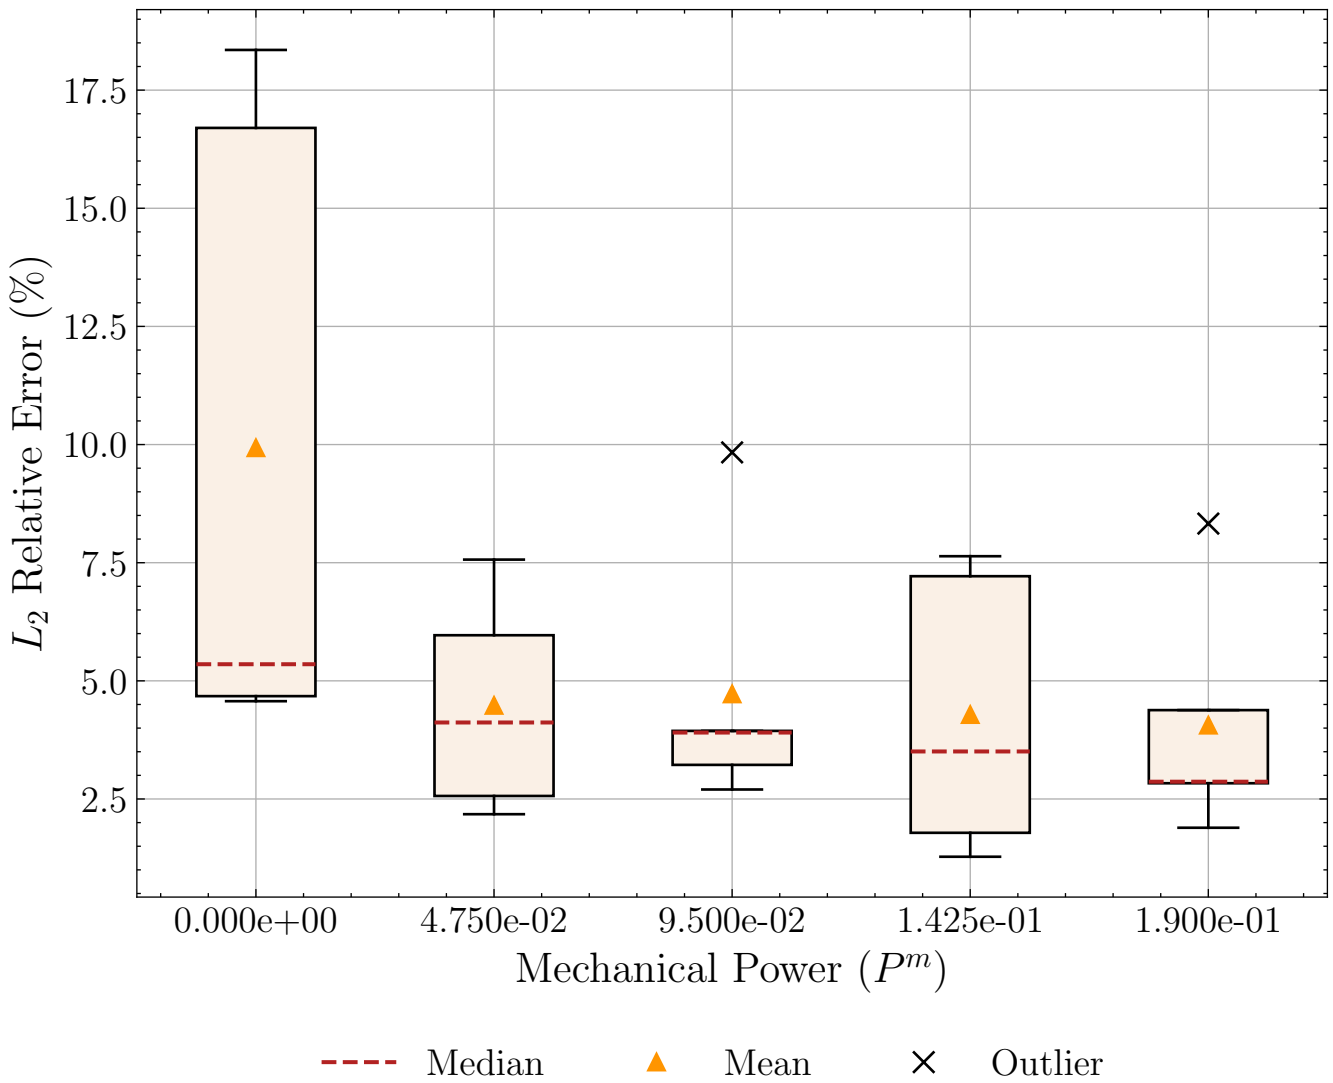 17.5
15.0
12.5
10.0
7.5
5.0
2.5
L₂ Relative Error (%)
0.000e+00 4.750e-02 9.500e-02 1.425e-01 1.900e-01
Mechanical Power (Pᵐ)
Median Mean Outlier